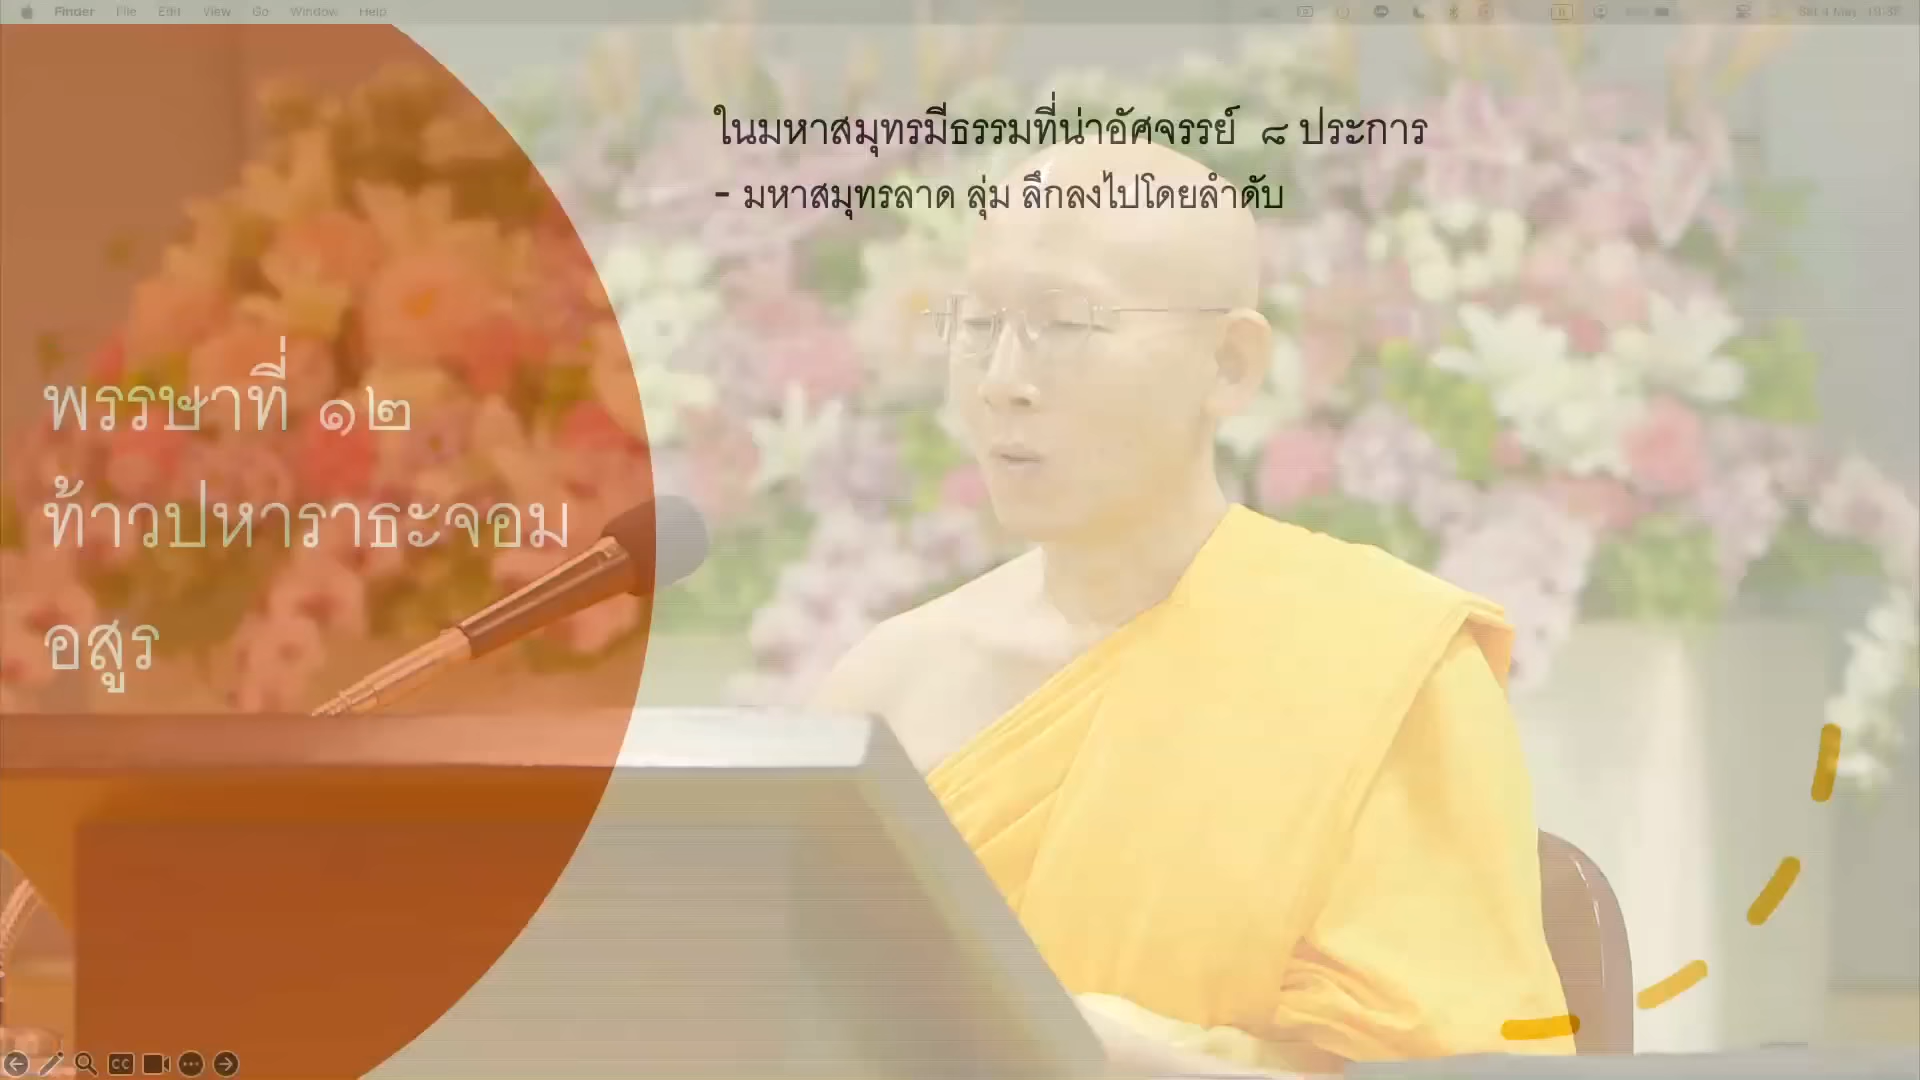 Finder File Edit View Go Window Help
Sat 4 May
ในมหาสมุทรมีธรรมที่น่าอัศจรรย์ ๘ ประการ
- มหาสมุทรลาด ลุ่ม ลึกลงไปโดยลำดับ
พรรษาที่ ๑๒
ท้าวปหาราธะจอม
อสูร
CC